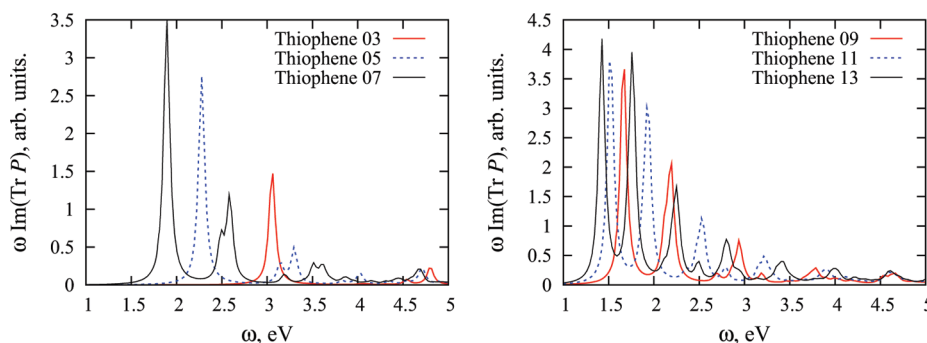 ω Im(Tr P), arb. units.
3.5
3
2.5
2
1.5
1
0.5
0
Thiophene 03
Thiophene 05
Thiophene 07
1 1.5 2 2.5 3 3.5 4 4.5 5
ω, eV
ω Im(Tr P), arb. units.
4.5
4
3.5
3
2.5
2
1.5
1
0.5
0
Thiophene 09
Thiophene 11
Thiophene 13
1 1.5 2 2.5 3 3.5 4 4.5 5
ω, eV